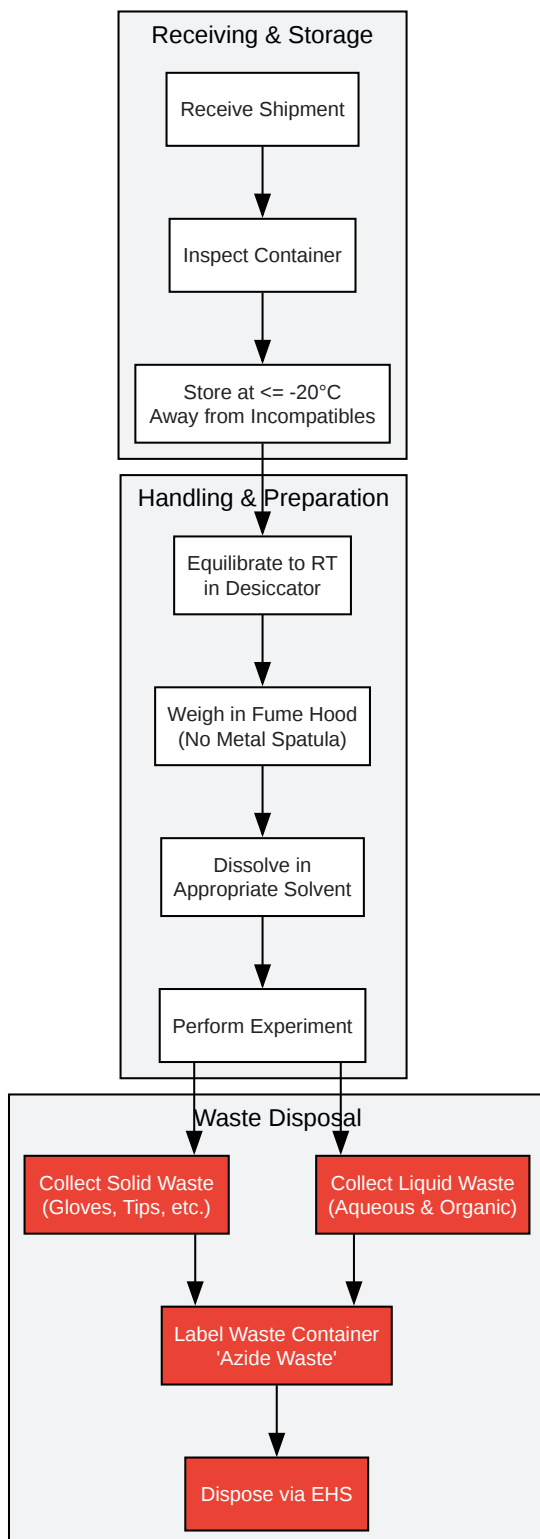 Receiving & Storage
Receive Shipment
Inspect Container
Store at <= -20°C
Away from Incompatibles
Handling & Preparation
Equilibrate to RT
in Desiccator
Weigh in Fume Hood
(No Metal Spatula)
Dissolve in
Appropriate Solvent
Perform Experiment
Waste Disposal
Collect Solid Waste
(Gloves, Tips, etc.)
Collect Liquid Waste
(Aqueous & Organic)
Label Waste Container
'Azide Waste'
Dispose via EHS